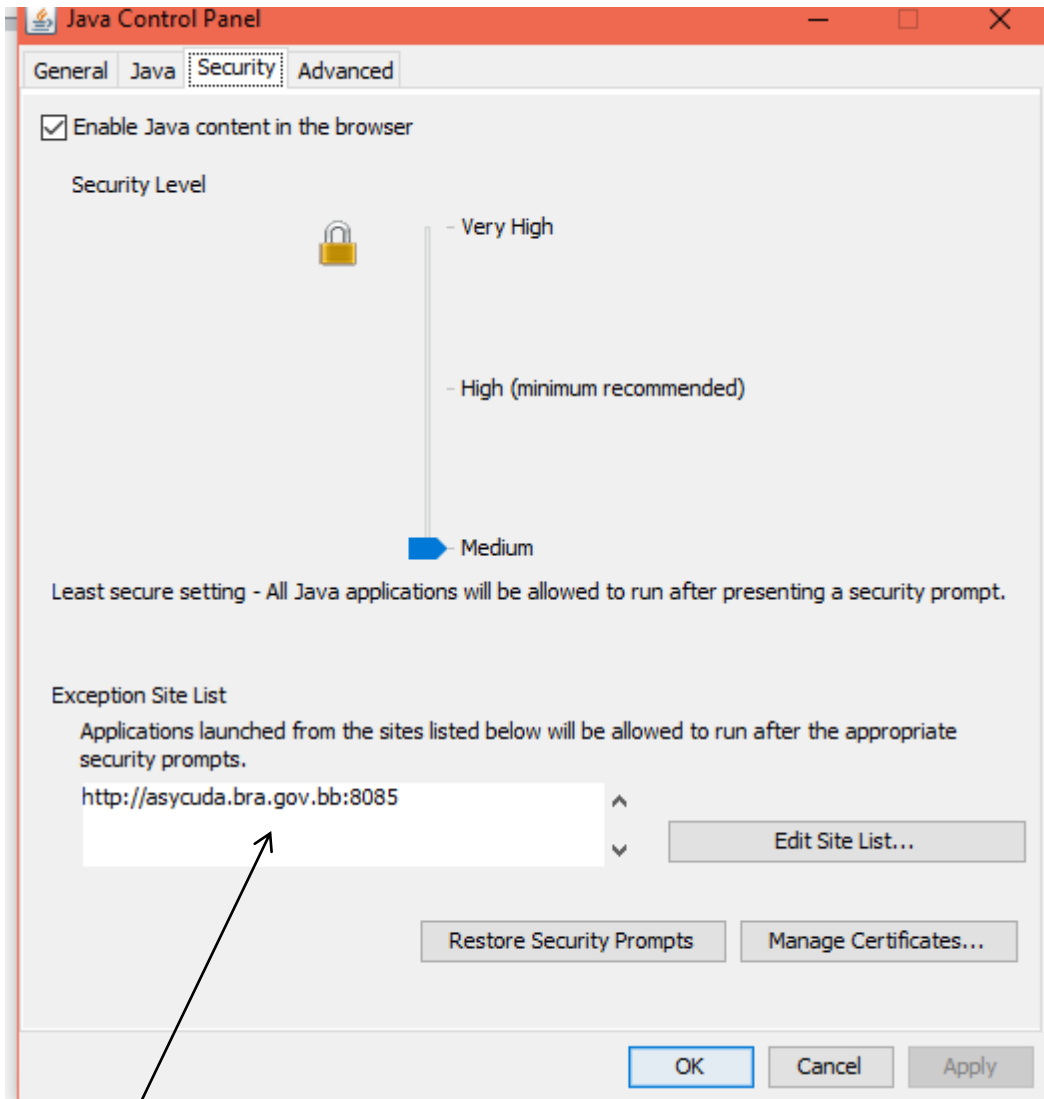 Java Control Panel
General Java Security Advanced
Enable Java content in the browser
Security Level
Very High
High (minimum recommended)
Medium
Least secure setting - All Java applications will be allowed to run after presenting a security prompt.
Exception Site List
Applications launched from the sites listed below will be allowed to run after the appropriate
security prompts.
http://asycuda.bra.gov.bb:8085
Edit Site List...
Restore Security Prompts Manage Certificates...
OK Cancel Apply